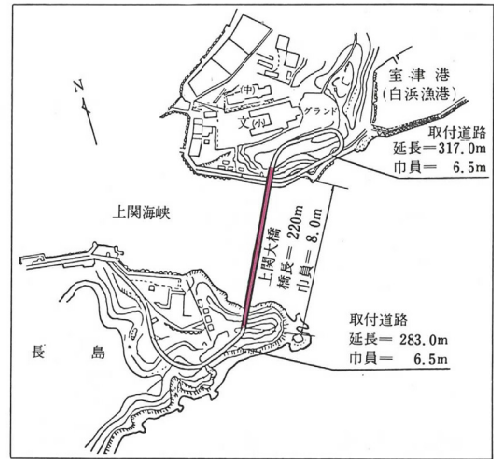 室津港
(白浜漁港)
(中)
グランド
文(小)
N
取付道路
延長=317.0m
巾員= 6.5m
上関海峡
上関大橋
橋長=220m
巾員= 8.0m
取付道路
延長=283.0m
巾員= 6.5m
長島